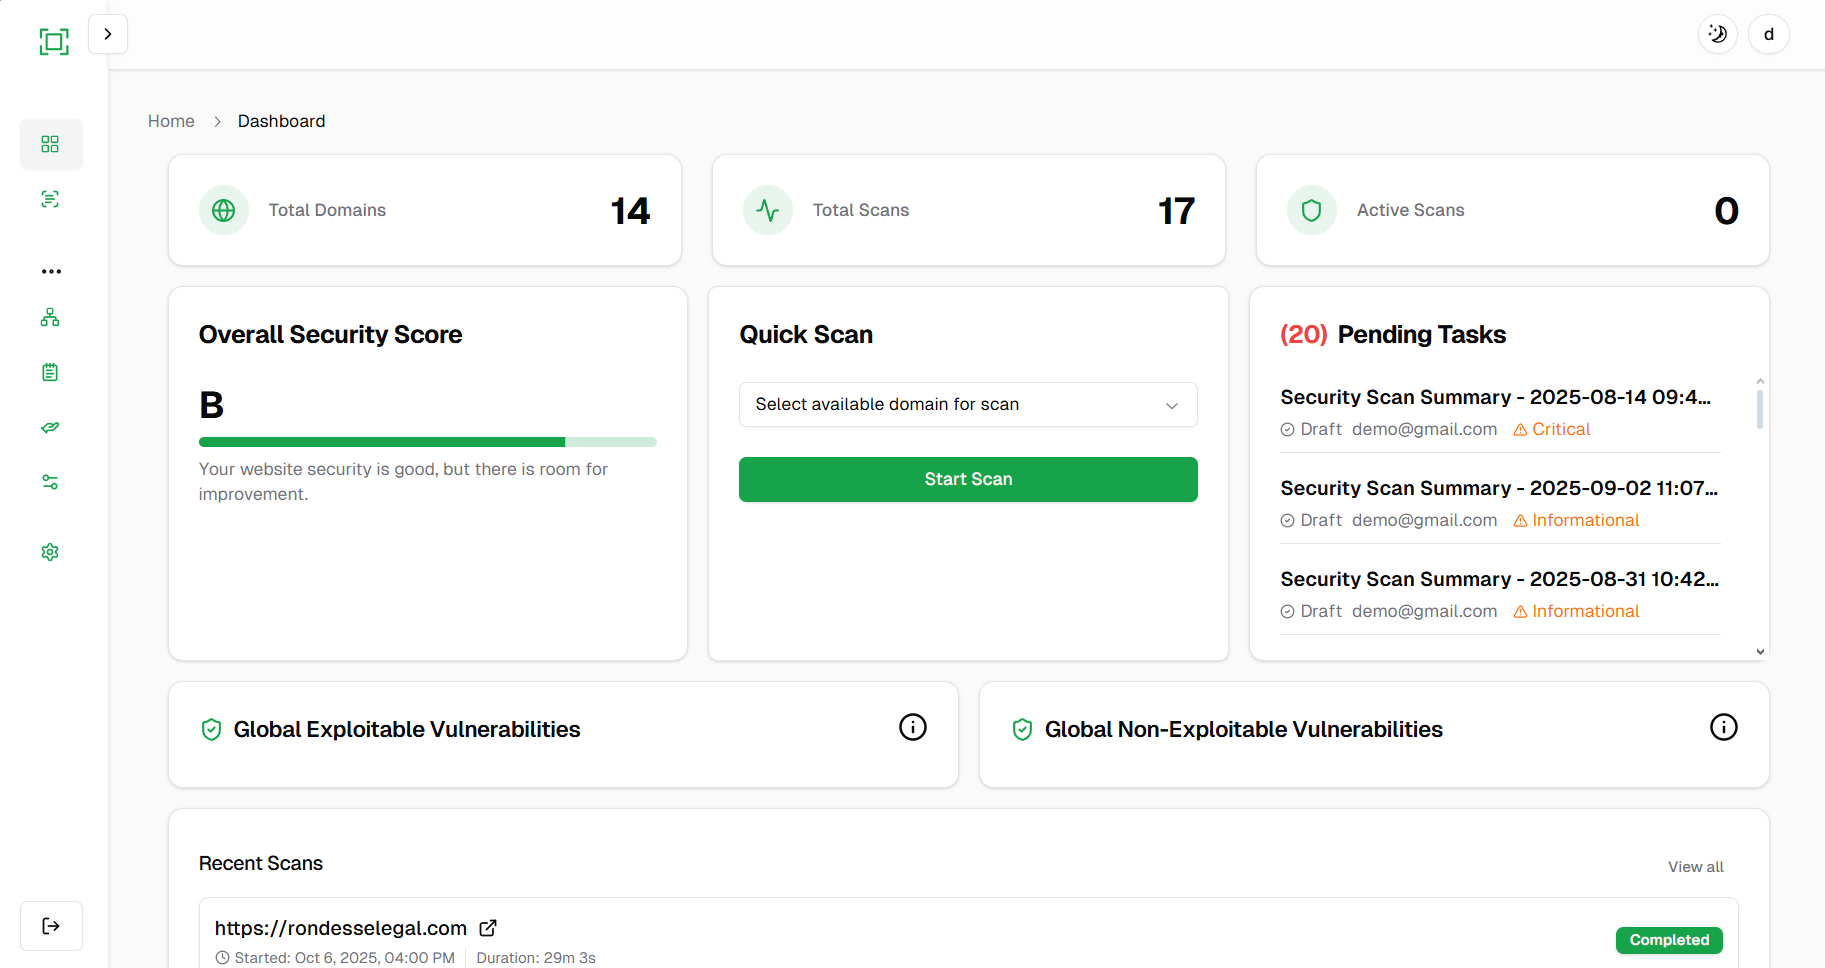 d
Home
Dashboard
Total Domains
14
Total Scans
17
Active Scans
0
Overall Security Score
B
Your website security is good, but there is room for
improvement.
Quick Scan
Select available domain for scan
Start Scan
(20) Pending Tasks
Security Scan Summary - 2025-08-14 09:4...
Draft demo@gmail.com Critical
Security Scan Summary - 2025-09-02 11:07...
Draft demo@gmail.com Informational
Security Scan Summary - 2025-08-31 10:42...
Draft demo@gmail.com Informational
Global Exploitable Vulnerabilities
Global Non-Exploitable Vulnerabilities
Recent Scans
View all
https://rondesselegal.com
Started: Oct 6, 2025, 04:00 PM
Duration: 29m 3s
Completed